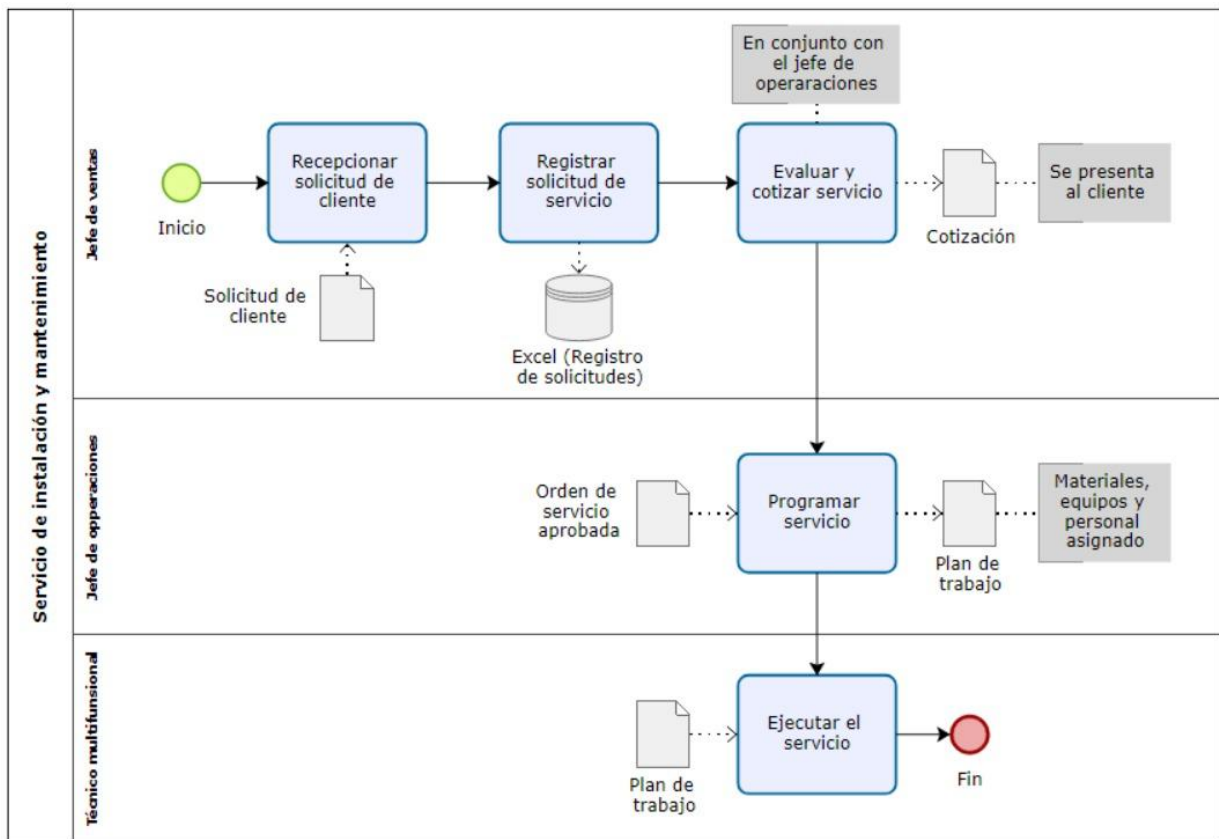 Servicio de instalación y mantenimiento
Jefe de ventas
En conjunto con
el jefe de
operaraciones
Inicio
Recepcionar
solicitud de
cliente
Registrar
solicitud de
servicio
Evaluar y
cotizar servicio
Cotización
Se presenta
al cliente
Solicitud de
cliente
Excel (Registro
de solicitudes)
Jefe de opperaciones
Orden de
servicio
aprobada
Programar
servicio
Plan de
trabajo
Materiales,
equipos y
personal
asignado
Técnico multifunsional
Plan de
trabajo
Ejecutar el
servicio
Fin